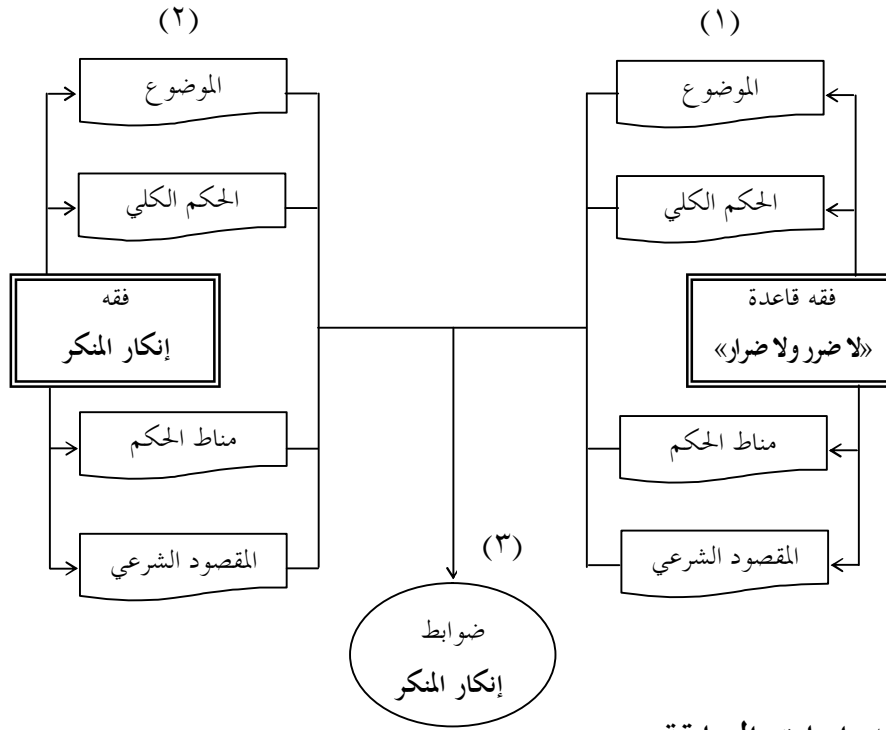 (١)
الموضوع
الحكم الكلي
فقه قاعدة
«لا ضرر ولا ضرار»
مناط الحكم
المقصود الشرعي
(٢)
الموضوع
الحكم الكلي
فقه
إنكار المنكر
مناط الحكم
المقصود الشرعي
(٣)
ضوابط
إنكار المنكر